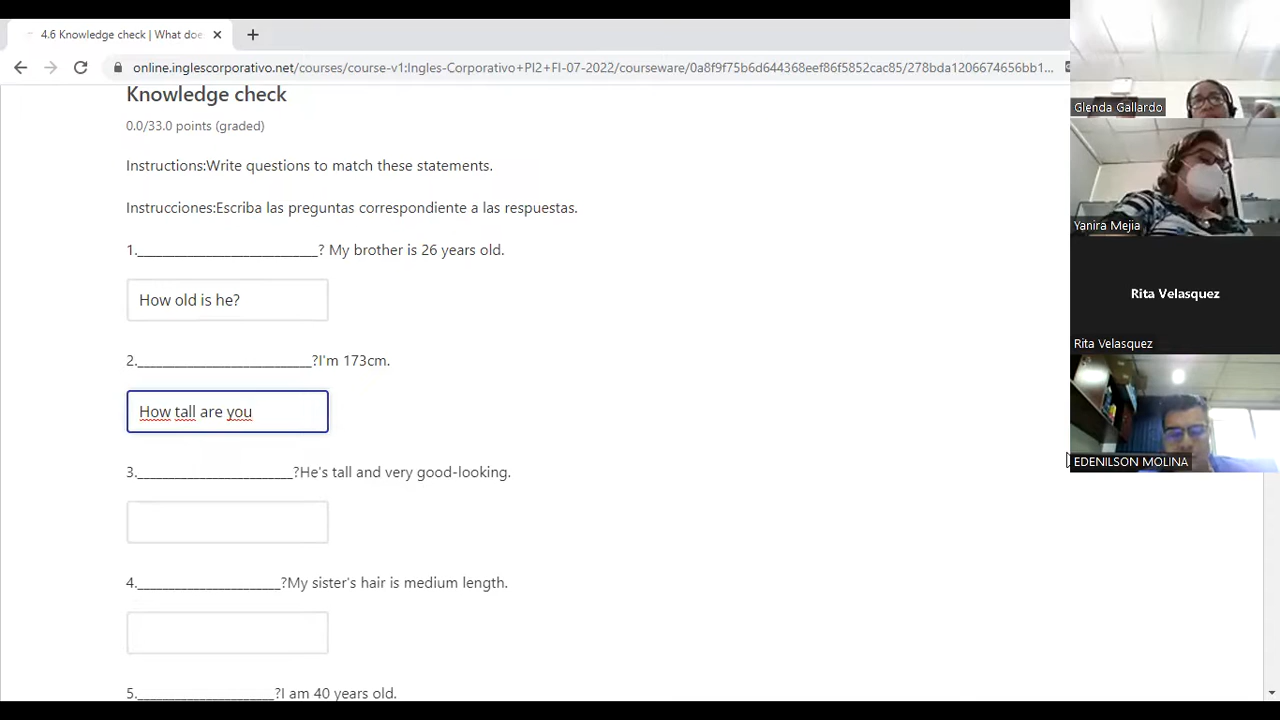 4.6 Knowledge check | What doe
online.inglescorporativo.net/courses/course-v1:Ingles-Corporativo+PI2+FI-07-2022/courseware/0a8f9f75b6d644368eef86f5852cac85/278bda1206674656bb1...
Knowledge check
0.0/33.0 points (graded)
Instructions:Write questions to match these statements.
Instrucciones:Escriba las preguntas correspondiente a las respuestas.
1.___________________________? My brother is 26 years old.
How old is he?
2.__________________________?I'm 173cm.
How tall are you
3._______________________?He's tall and very good-looking.
4._____________________?My sister's hair is medium length.
5.____________________?I am 40 years old.
Glenda Gallardo
Yanira Mejia
Rita Velasquez
Rita Velasquez
EDENILSON MOLINA